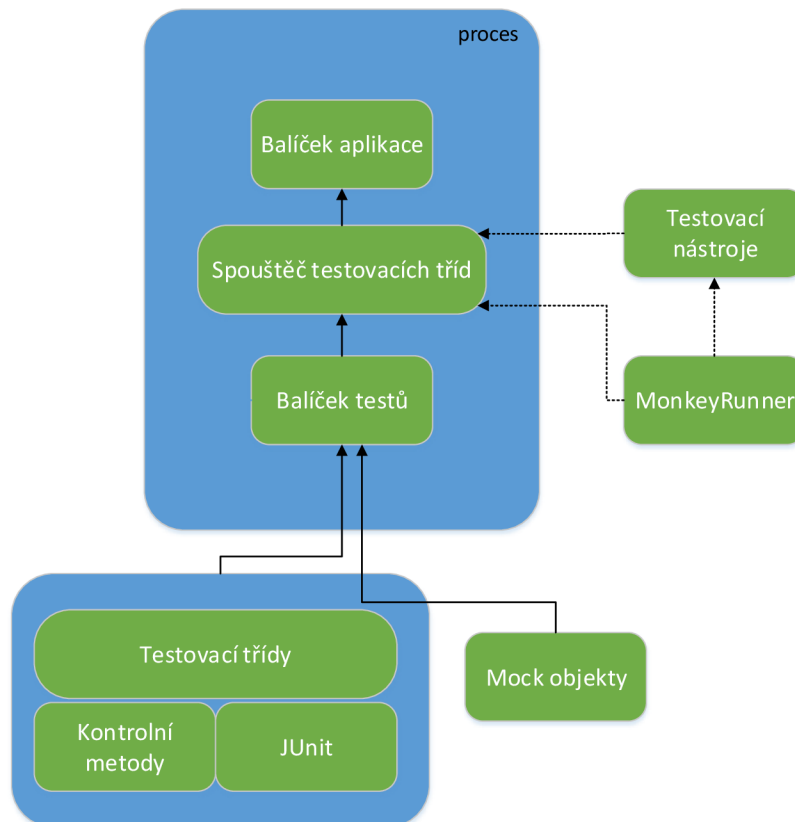 proces
Balíček aplikace
Testovací
nástroje
Spouštěč testovacích tříd
Balíček testů
MonkeyRunner
Testovací třídy
Mock objekty
Kontrolní
metody
JUnit